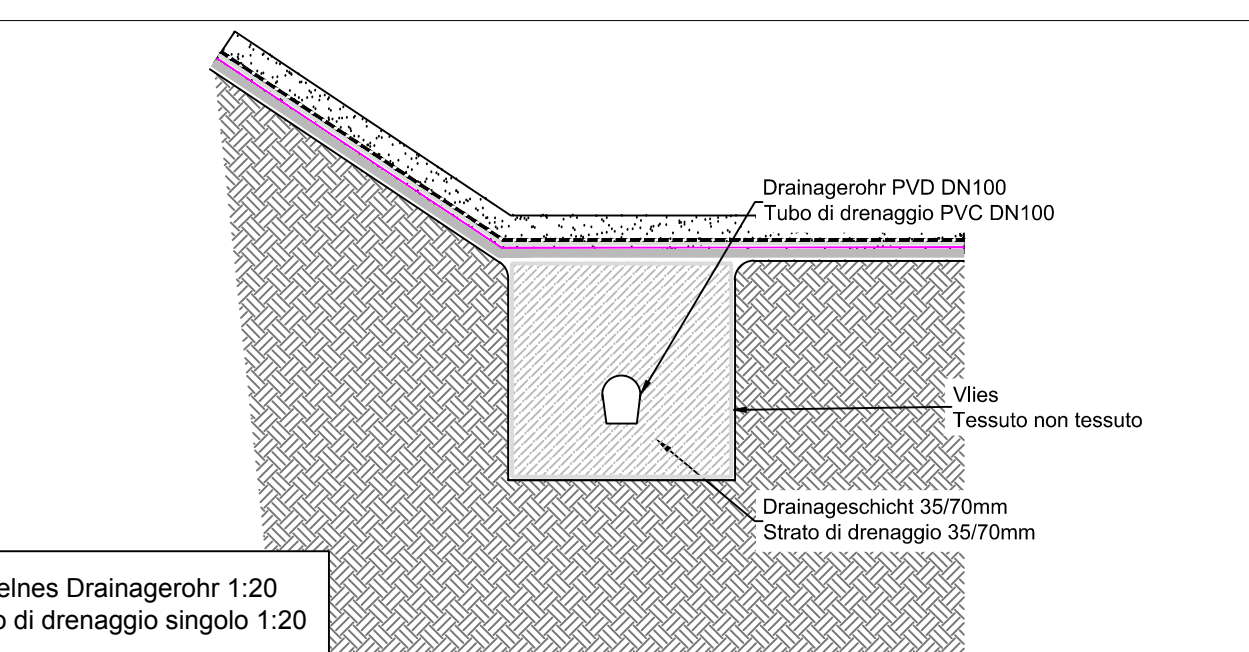 Drainagerohr PVD DN100
Tubo di drenaggio PVC DN100
Vlies
Tessuto non tessuto
Drainageschicht 35/70mm
Strato di drenaggio 35/70mm
Drainagerohr 1:20
di drenaggio singolo 1:20